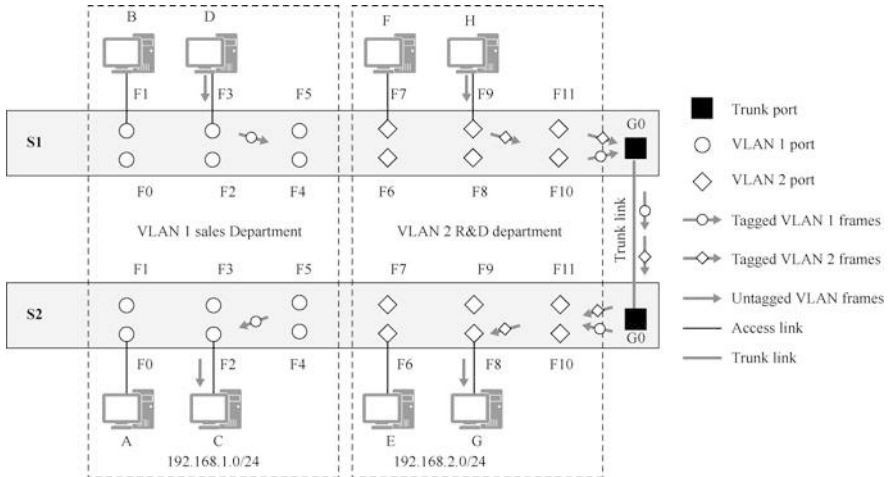 B D F H
F1 F3 F5 F7 F9 F11 G0
S1
F0 F2 F4 F6 F8 F10
VLAN 1 sales Department VLAN 2 R&D department
Trunk link
F1 F3 F5 F7 F9 F11
S2
G0
F0 F2 F4 F6 F8 F10
A C E G
192.168.1.0/24 192.168.2.0/24
Trunk port
VLAN 1 port
VLAN 2 port
Tagged VLAN 1 frames
Tagged VLAN 2 frames
Untagged VLAN frames
Access link
Trunk link